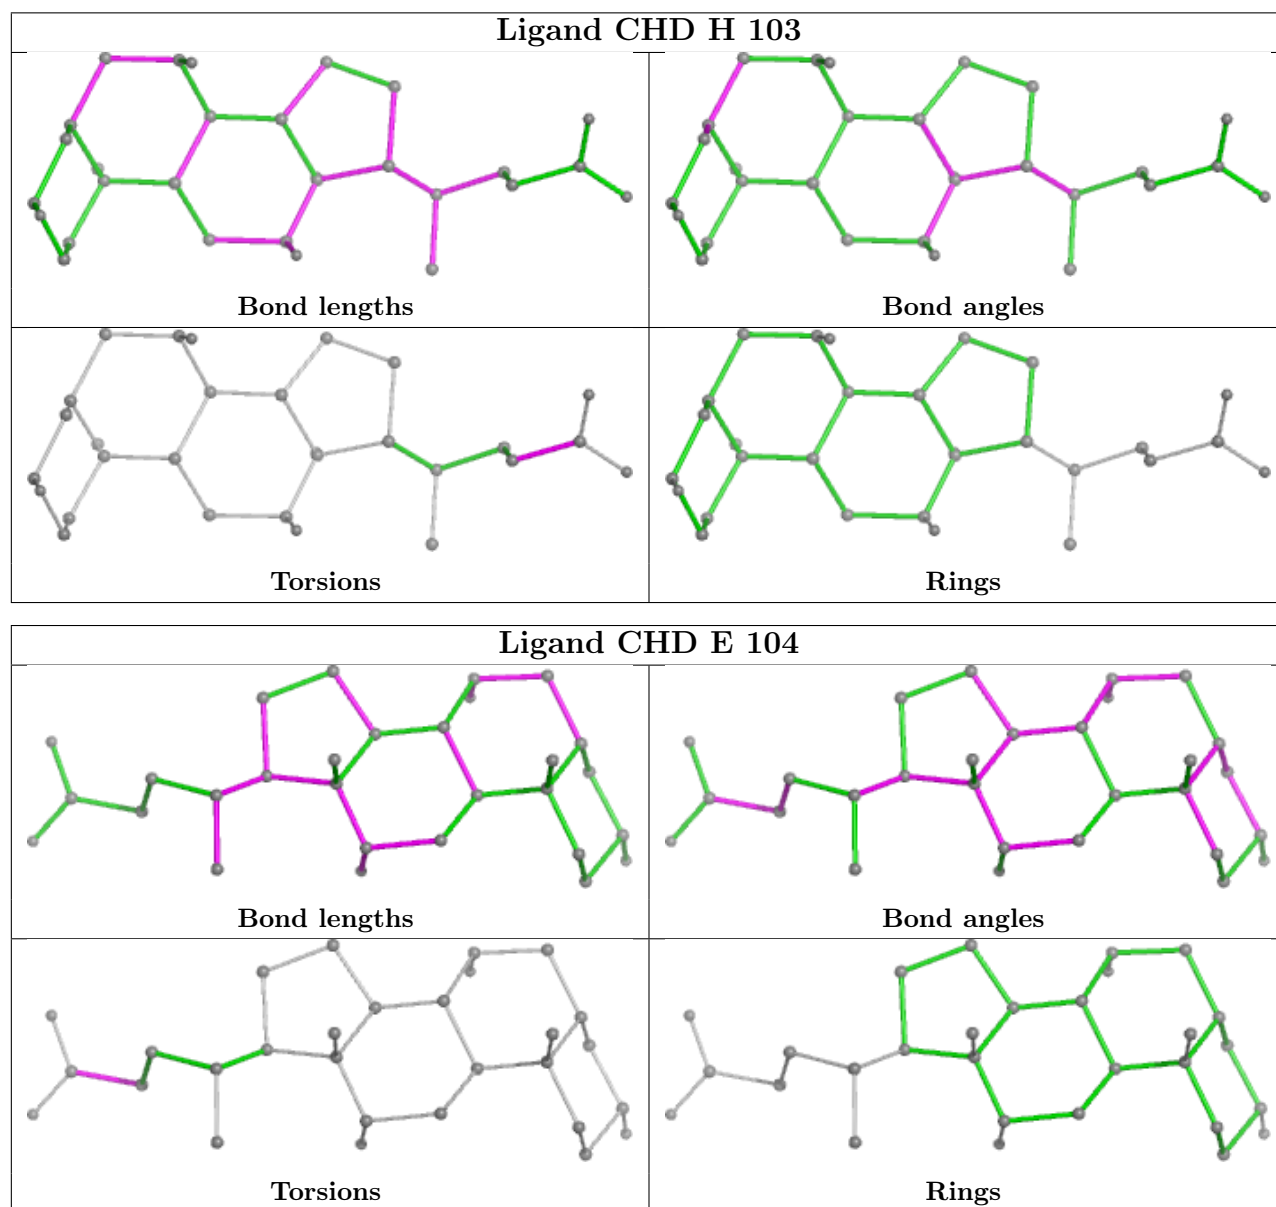 Ligand CHD H 103
Bond lengths
Bond angles
Torsions
Rings
Ligand CHD E 104
Bond lengths
Bond angles
Torsions
Rings